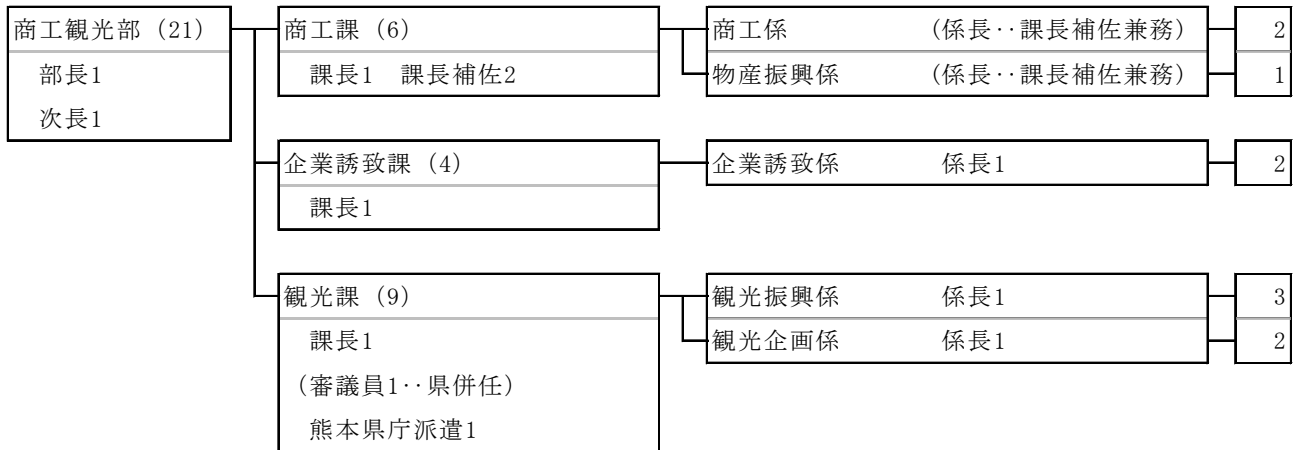 商工観光部（21）
部長1
次長1
商工課（6）
課長1　課長補佐2
商工係　（係長‥課長補佐兼務）　2
物産振興係　（係長‥課長補佐兼務）　1
企業誘致課（4）
課長1
企業誘致係　係長1　2
観光課（9）
課長1
（審議員1‥県併任）
熊本県庁派遣1
観光振興係　係長1　3
観光企画係　係長1　2